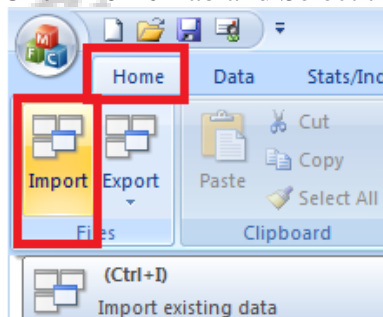 Home Data Stats/Inc
Import Export Paste Cut
Copy
Select All
Files Clipboard
(Ctrl+I)
Import existing data